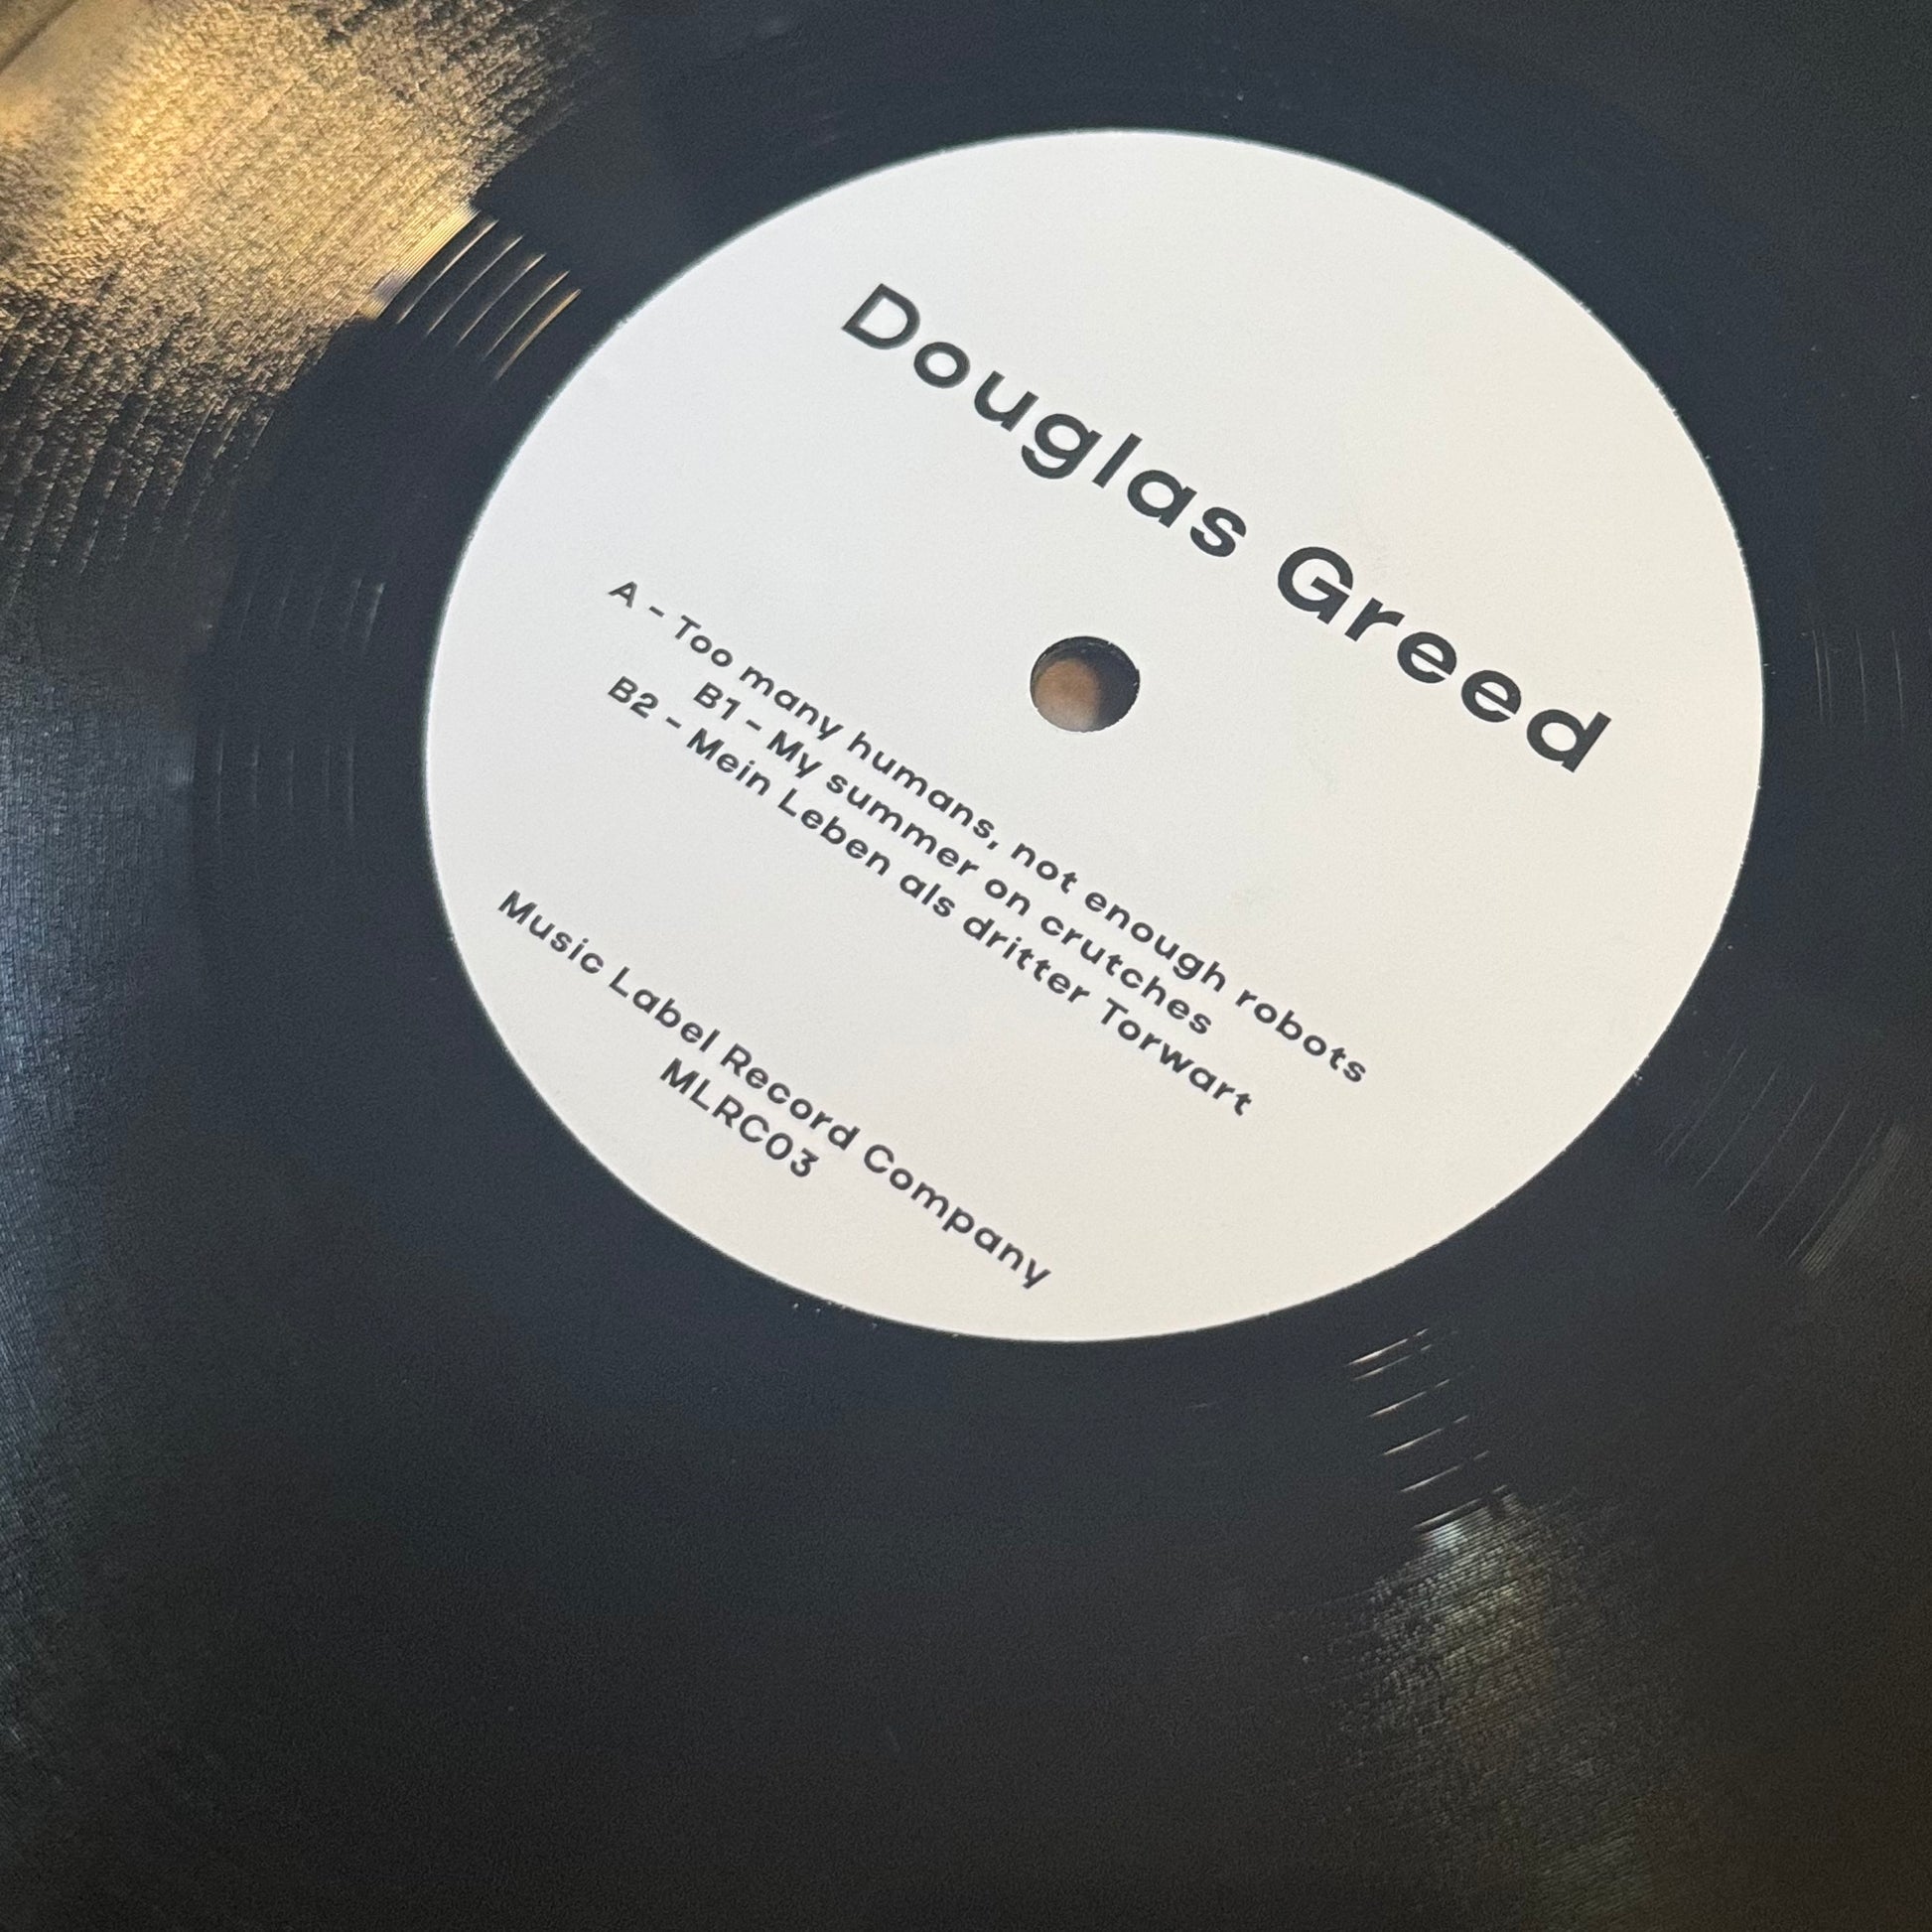 Douglas Greed
A - Too many humans, not enough robots
B1 - My summer on crutches
B2 - Mein Leben als dritter Torwart
Music Label Record Company
MLRC03